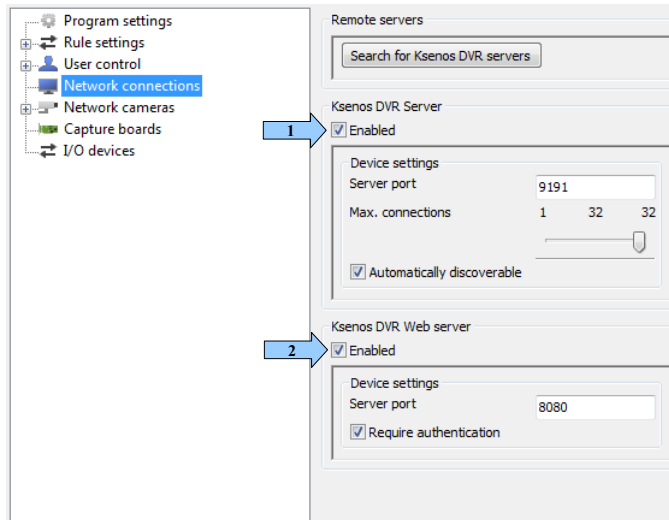 Program settings
Rule settings
User control
Network connections
Network cameras
Capture boards
I/O devices
Remote servers
Search for Ksenos DVR servers
Ksenos DVR Server
1
Enabled
Device settings
Server port 9191
Max. connections 1 32 32
Automatically discoverable
Ksenos DVR Web server
2
Enabled
Device settings
Server port 8080
Require authentication